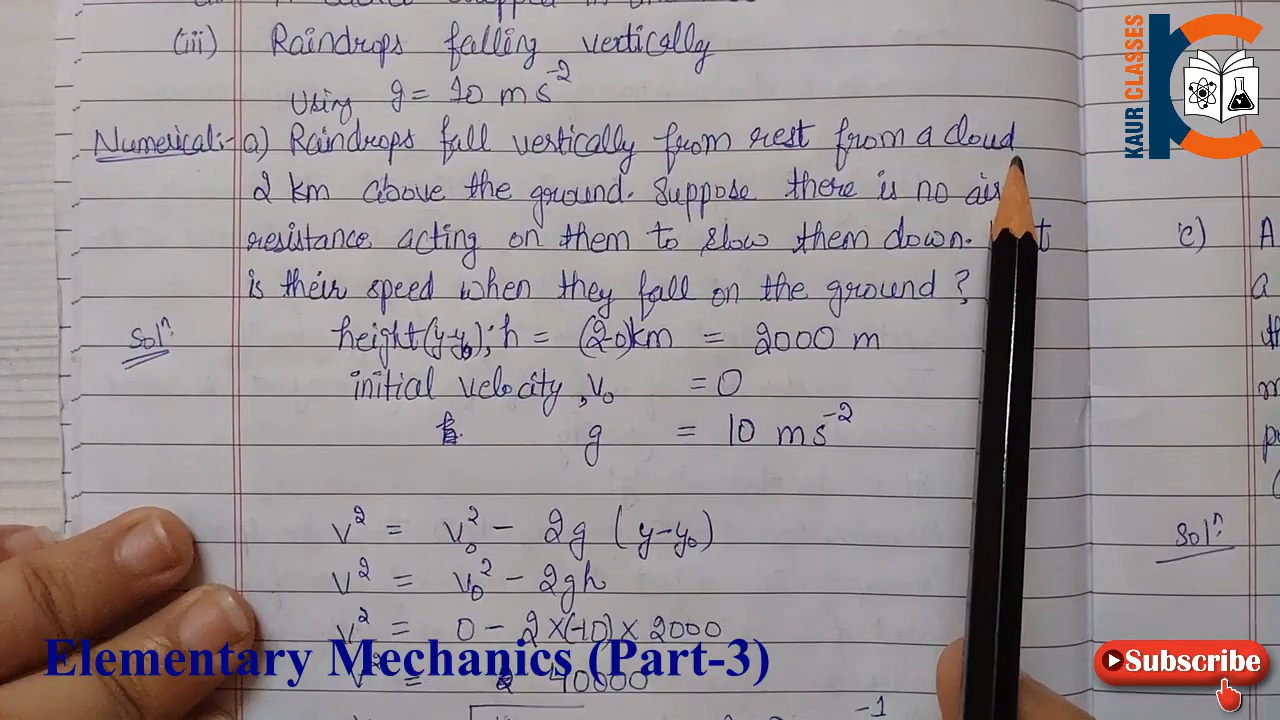 (iii) Raindrops falling vertically
Using g = 10 ms⁻²
Numerical:- a) Raindrops fall vertically from rest from a cloud
2 km above the ground. Suppose there is no air
resistance acting on them to slow them down.
is their speed when they fall on the ground?
Solⁿ. height (y-y₀); h = (2-0)km = 2000 m
initial velocity, v₀ = 0
g = 10 ms⁻²
v² = v₀² - 2g (y-y₀)
v² = v₀² - 2gh
v² = 0 - 2×(-10)×2000
40000
-1
c) A
a
Solⁿ.
KAUR CLASSES
Elementary Mechanics (Part-3)
Subscribe